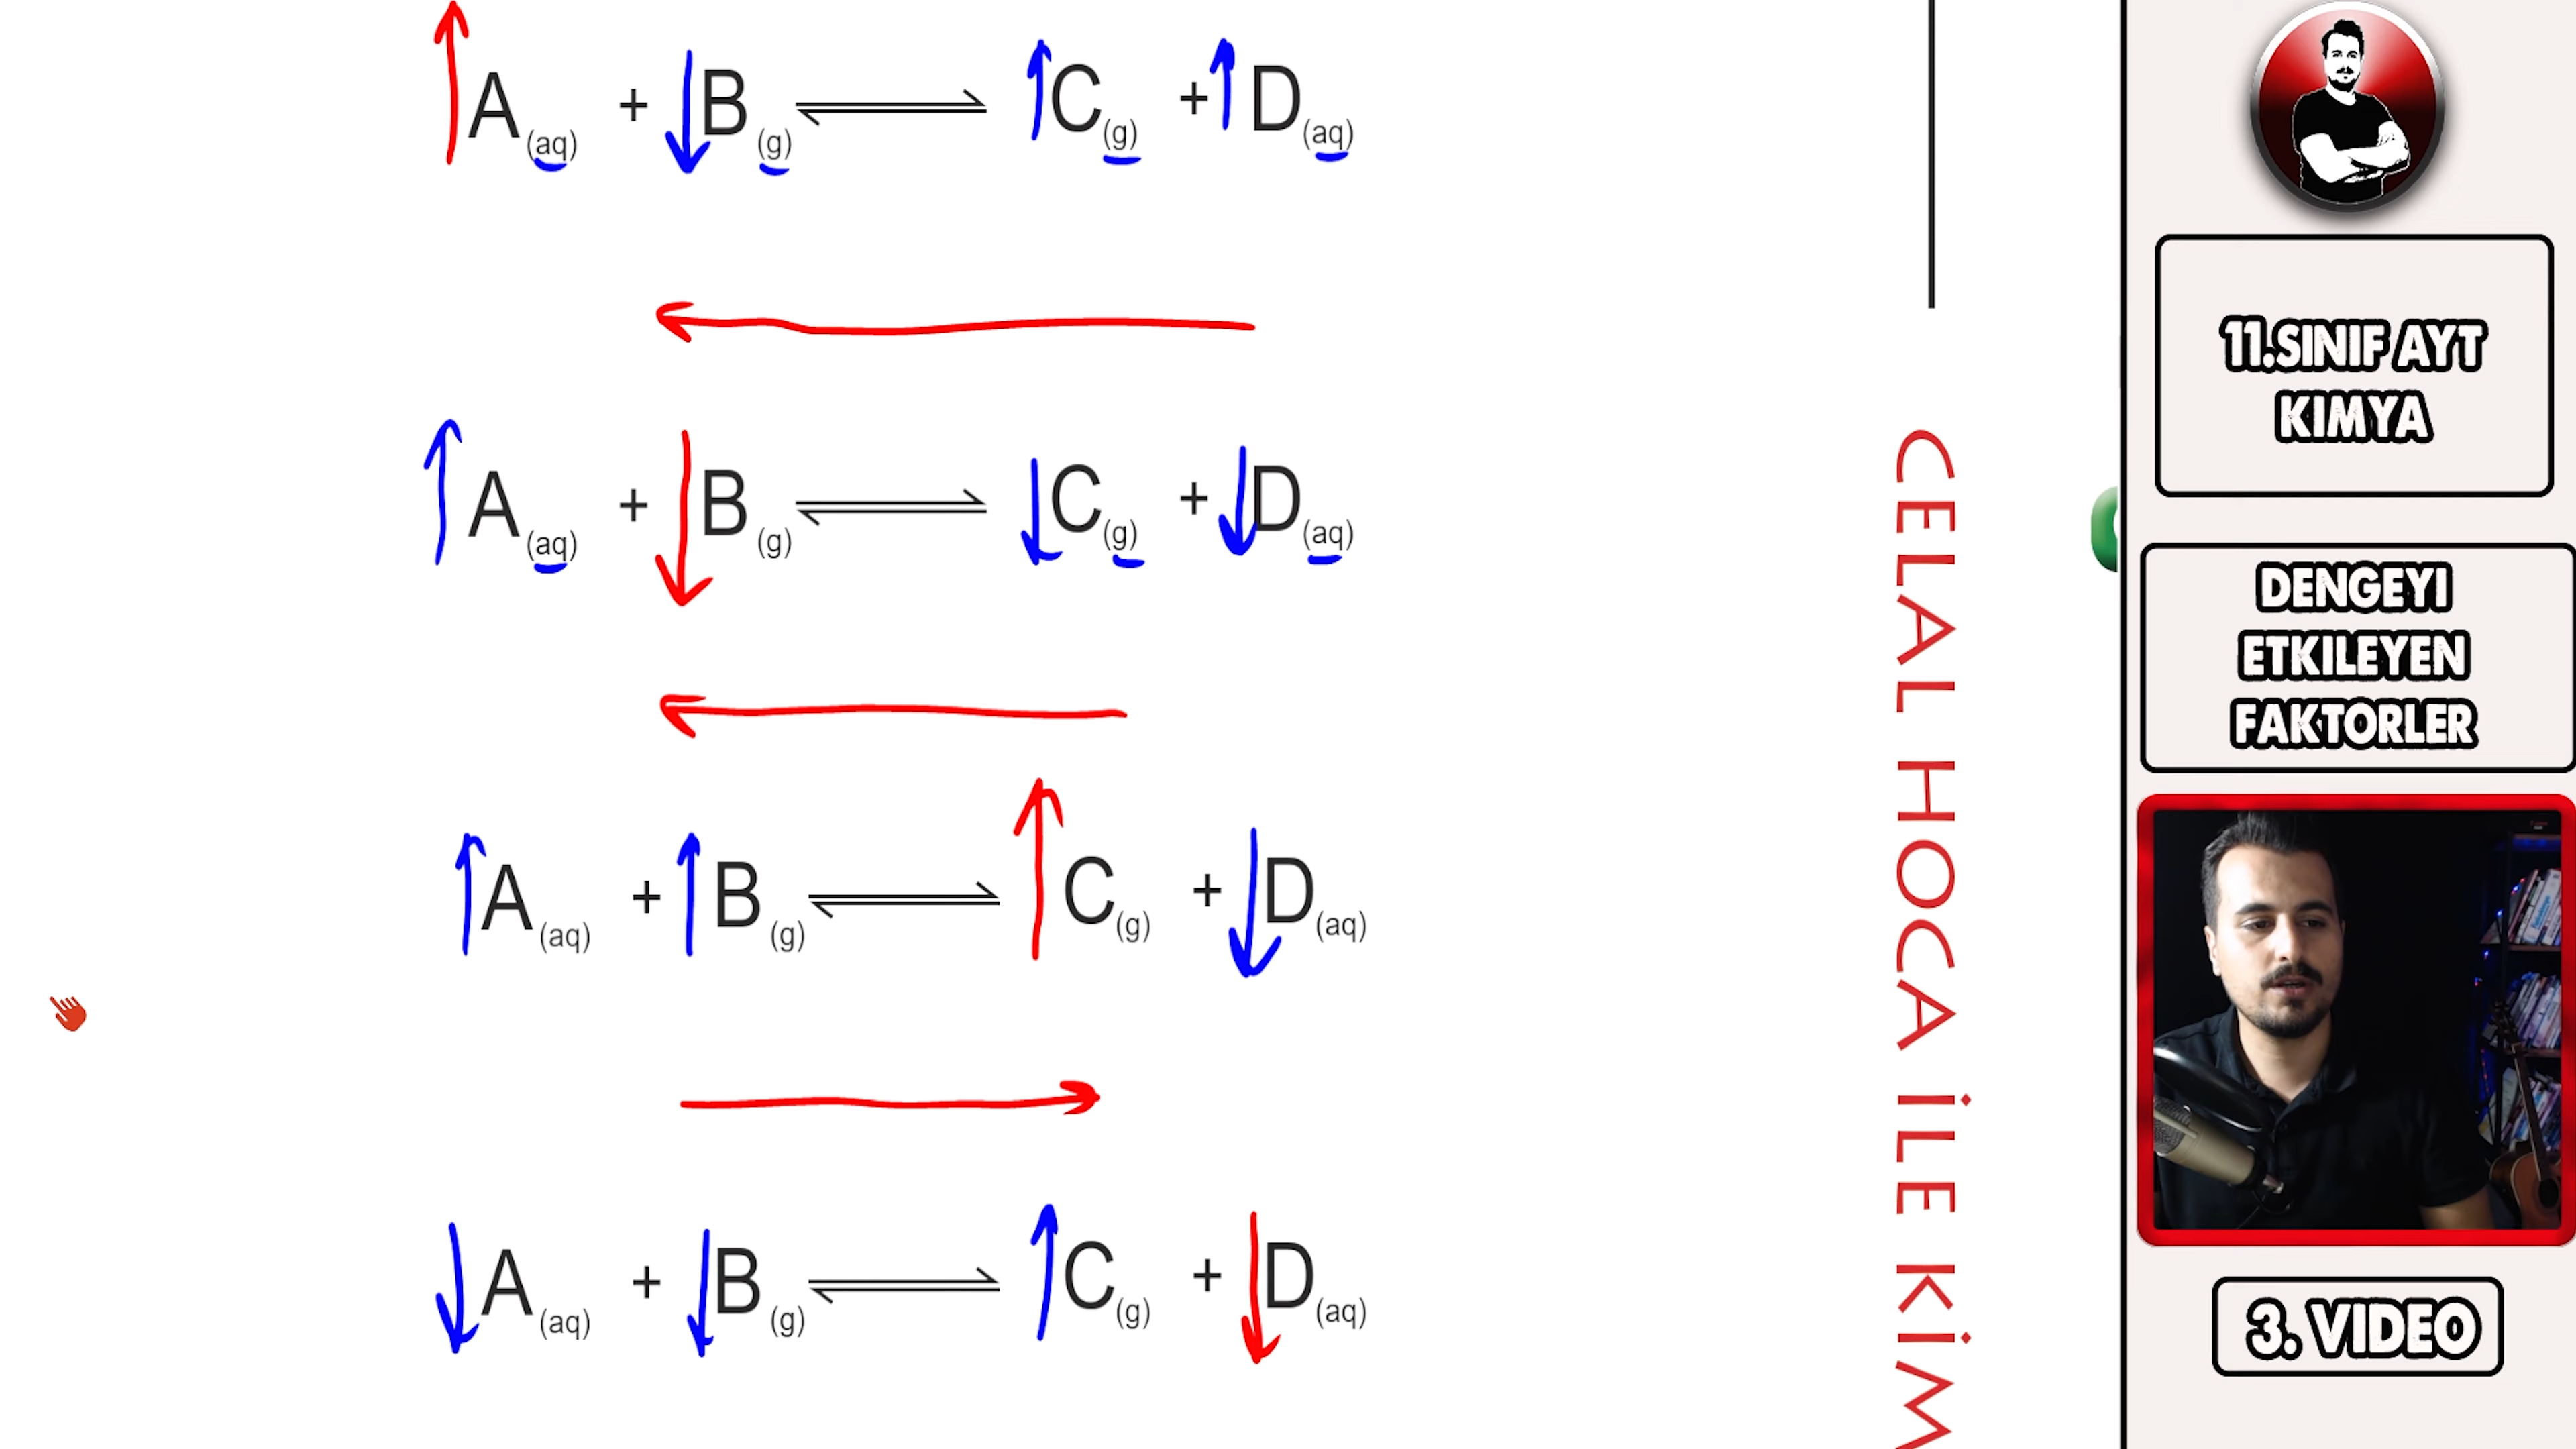 A(aq) + B(g) ⇌ C(g) + D(aq)
A(aq) + B(g) ⇌ C(g) + D(aq)
A(aq) + B(g) ⇌ C(g) + D(aq)
A(aq) + B(g) ⇌ C(g) + D(aq)
CELAL HOCA İLE KİM
11.SINIF AYT
KIMYA
DENGEYI
ETKILEYEN
FAKTORLER
3. VIDEO